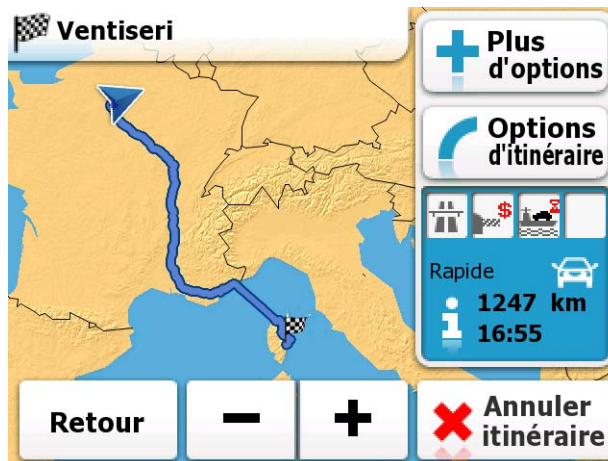 Ventiseri
Plus
d'options
Options
d'itinéraire
$
Rapide
1247 km
16:55
Retour
Annuler
itinéraire